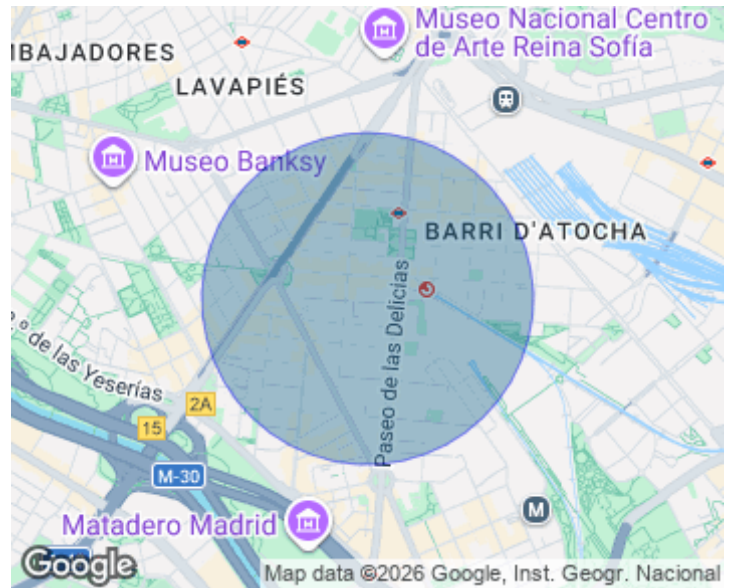 Museo Nacional Centro
de Arte Reina Sofía
MBAJADORES
LAVAPIÉS
Museo Banksy
BARRI D'ATOCHA
Paseo de las Delicias
P.º de las Yeserías
2A
15
M-30
Matadero Madrid
M
Google
Map data ©2026 Google, Inst. Geogr. Nacional